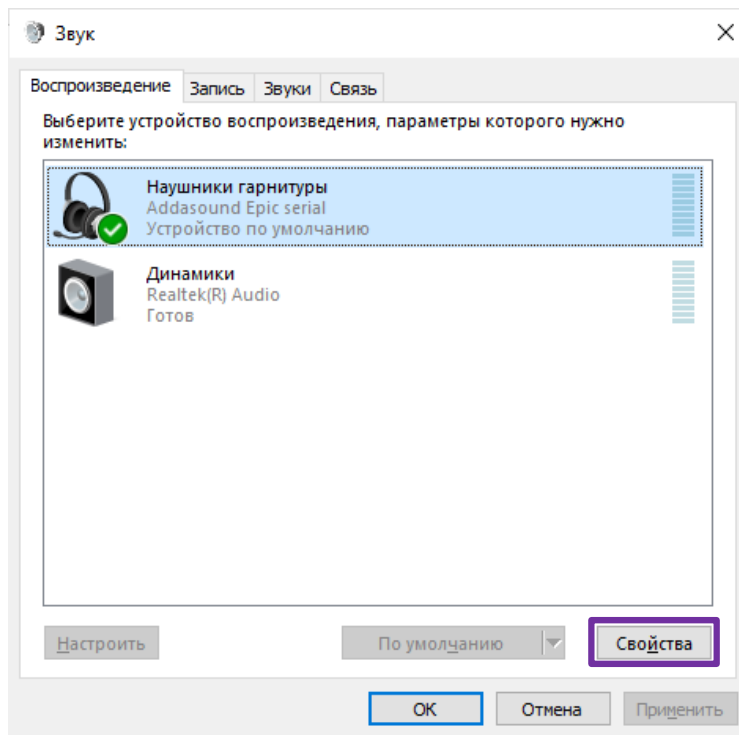 Звук
Воспроизведение Запись Звуки Связь
Выберите устройство воспроизведения, параметры которого нужно
изменить:
Наушники гарнитуры
Addasound Epic serial
Устройство по умолчанию
Динамики
Realtek(R) Audio
Готов
Настроить По умолчанию Свойства
OK Отмена Применить